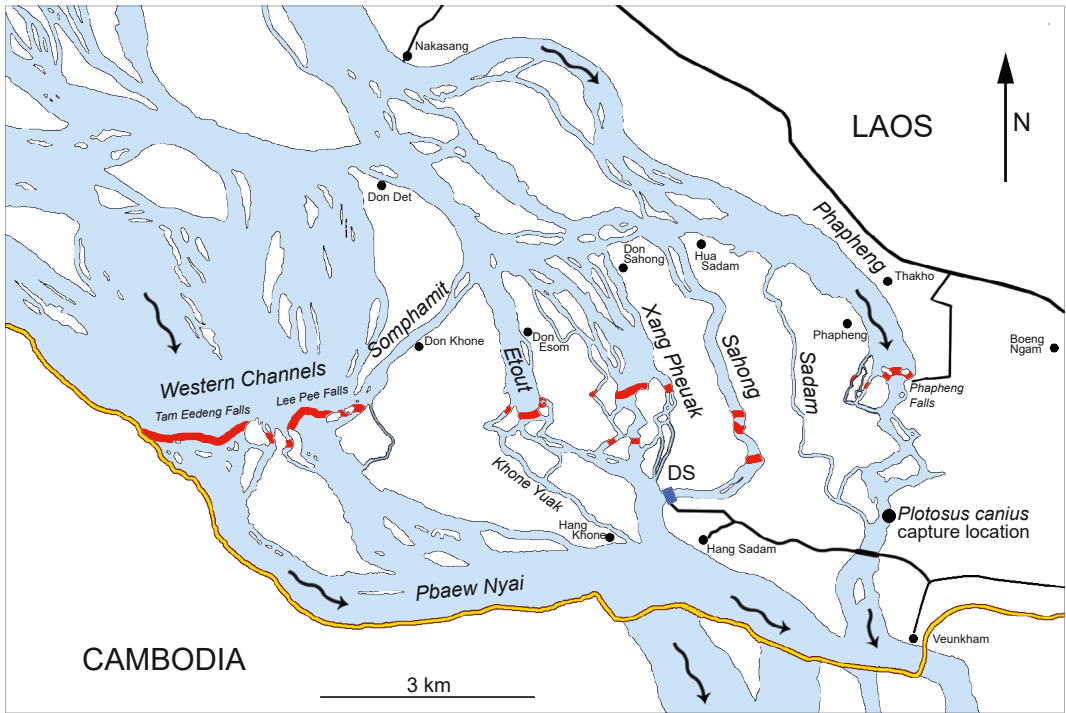 Nakasang
LAOS
N
Don Det
Phapheng
Don
Sahong
Hua
Sadam
Thakho
Somphamit
Xang Pheuak
Sahong
Sadam
Phapheng
Boeng
Ngam
Don Khone
Etout
Don
Esom
Western Channels
Tam Eedeng Falls
Lee Pee Falls
Phapheng
Falls
DS
Khone Yuak
Plotosus canius
capture location
Hang
Khone
Hang Sadam
Pbaew Nyai
Veunkham
CAMBODIA
3 km